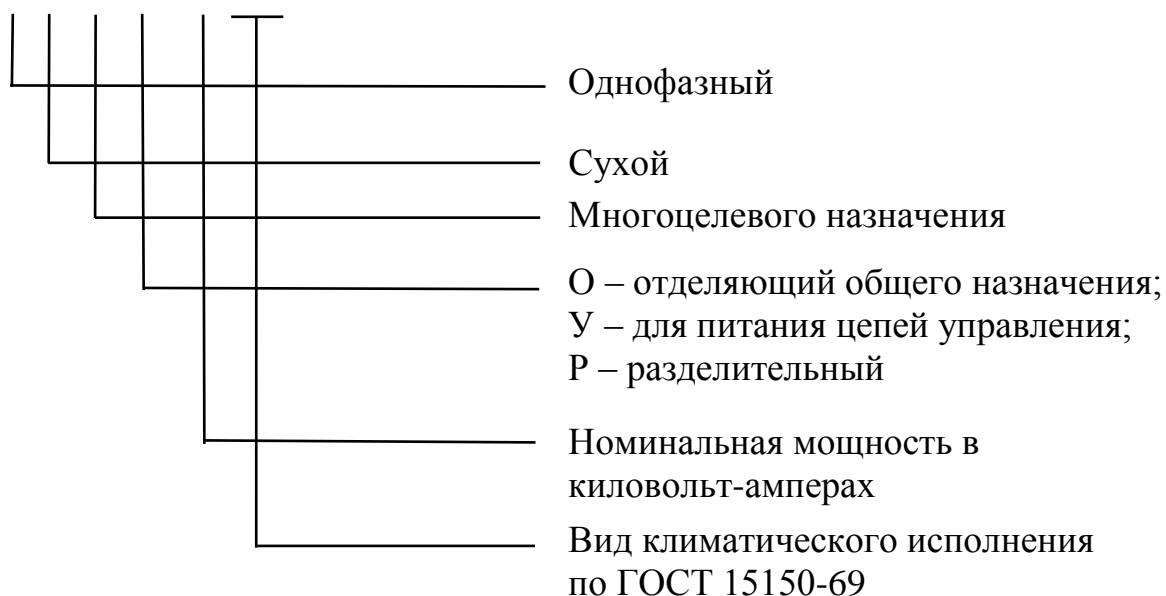 Однофазный
Сухой
Многоцелевого назначения
О – отделяющий общего назначения;
У – для питания цепей управления;
Р – разделительный
Номинальная мощность в
киловольт-амперах
Вид климатического исполнения
по ГОСТ 15150-69